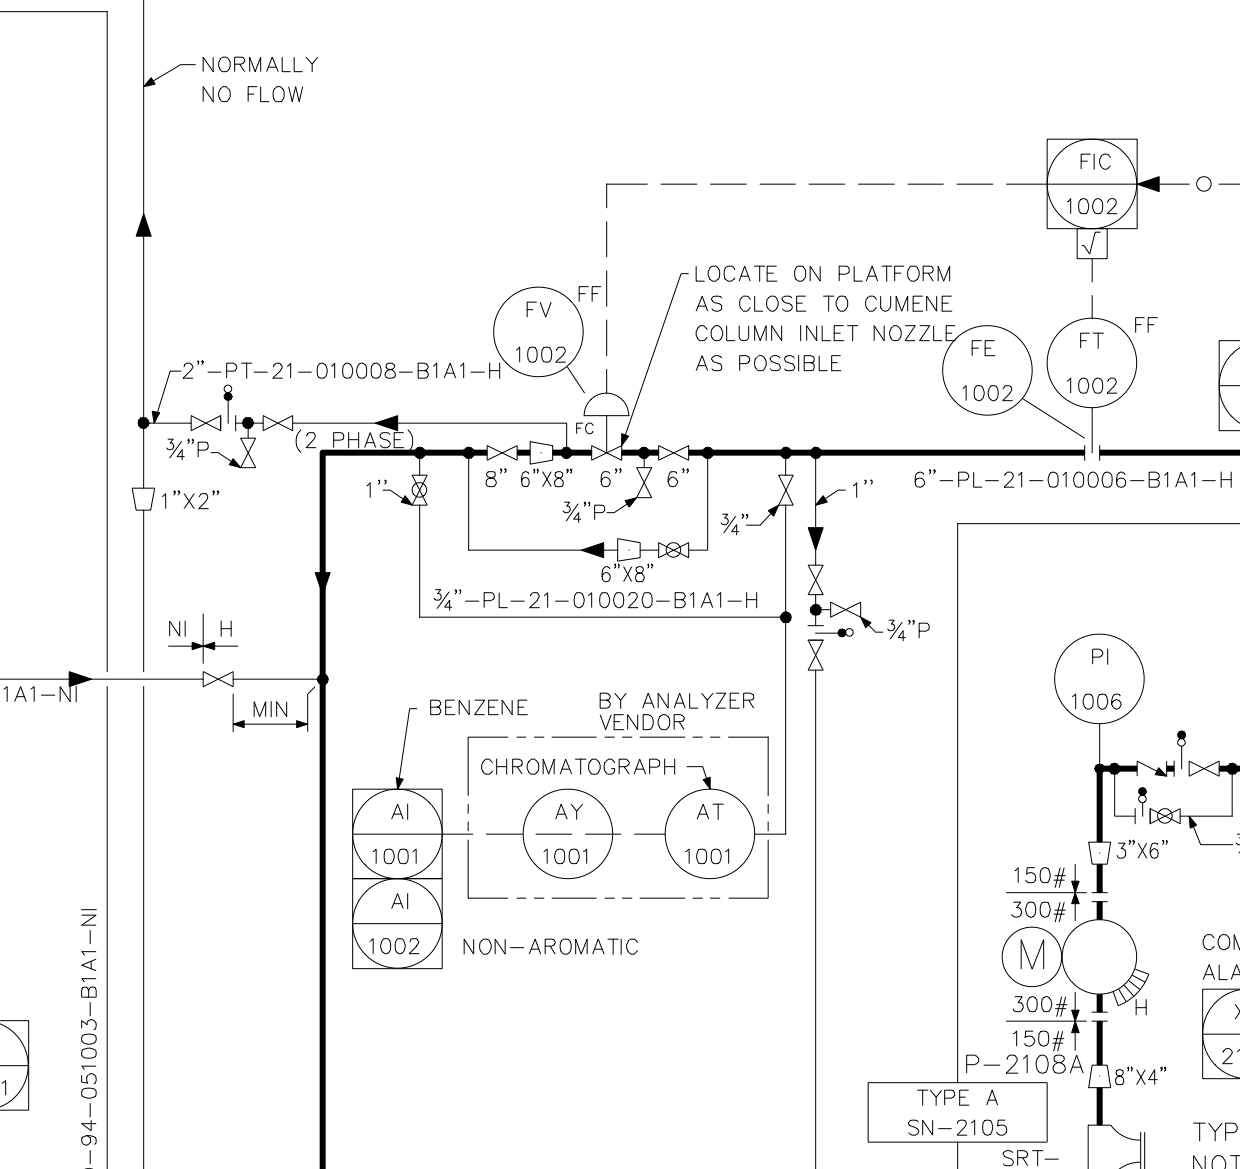 NORMALLY
NO FLOW
FIC
1002
√
LOCATE ON PLATFORM
AS CLOSE TO CUMENE
COLUMN INLET NOZZLE
AS POSSIBLE
FV
1002
FF
FE
1002
FT
1002
FF
2"-PT-21-010008-B1A1-H
FC
(2 PHASE)
3/4"P
1"X2"
1"
8"
6"X8"
6"
6"
3/4"P
3/4"
1"
6"-PL-21-010006-B1A1-H
6"X8"
3/4"-PL-21-010020-B1A1-H
3/4"P
NI
H
1A1-NI
MIN
BENZENE
BY ANALYZER
VENDOR
CHROMATOGRAPH
AI
1001
AY
1001
AT
1001
AI
1002
NON-AROMATIC
PI
1006
3"X6"
150#
300#
M
H
300#
150#
P-2108A
8"X4"
TYPE A
SN-2105
SRT-
-94-051003-B1A1-NI
1
COM
ALA
X
21
TYP
NOT